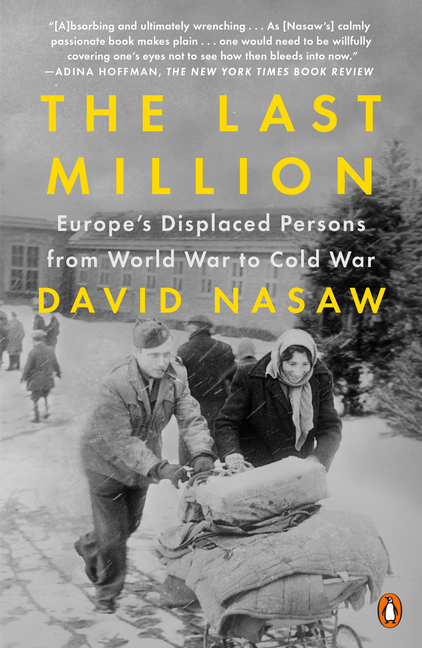 “[A]bsorbing and ultimately wrenching . . . As [Nasaw’s] calmly
passionate book makes plain . . . one would need to be willfully
covering one’s eyes not to see how then bleeds into now.”
—ADINA HOFFMAN, THE NEW YORK TIMES BOOK REVIEW
THE LAST
MILLION
Europe’s Displaced Persons
from World War to Cold War
DAVID NASAW